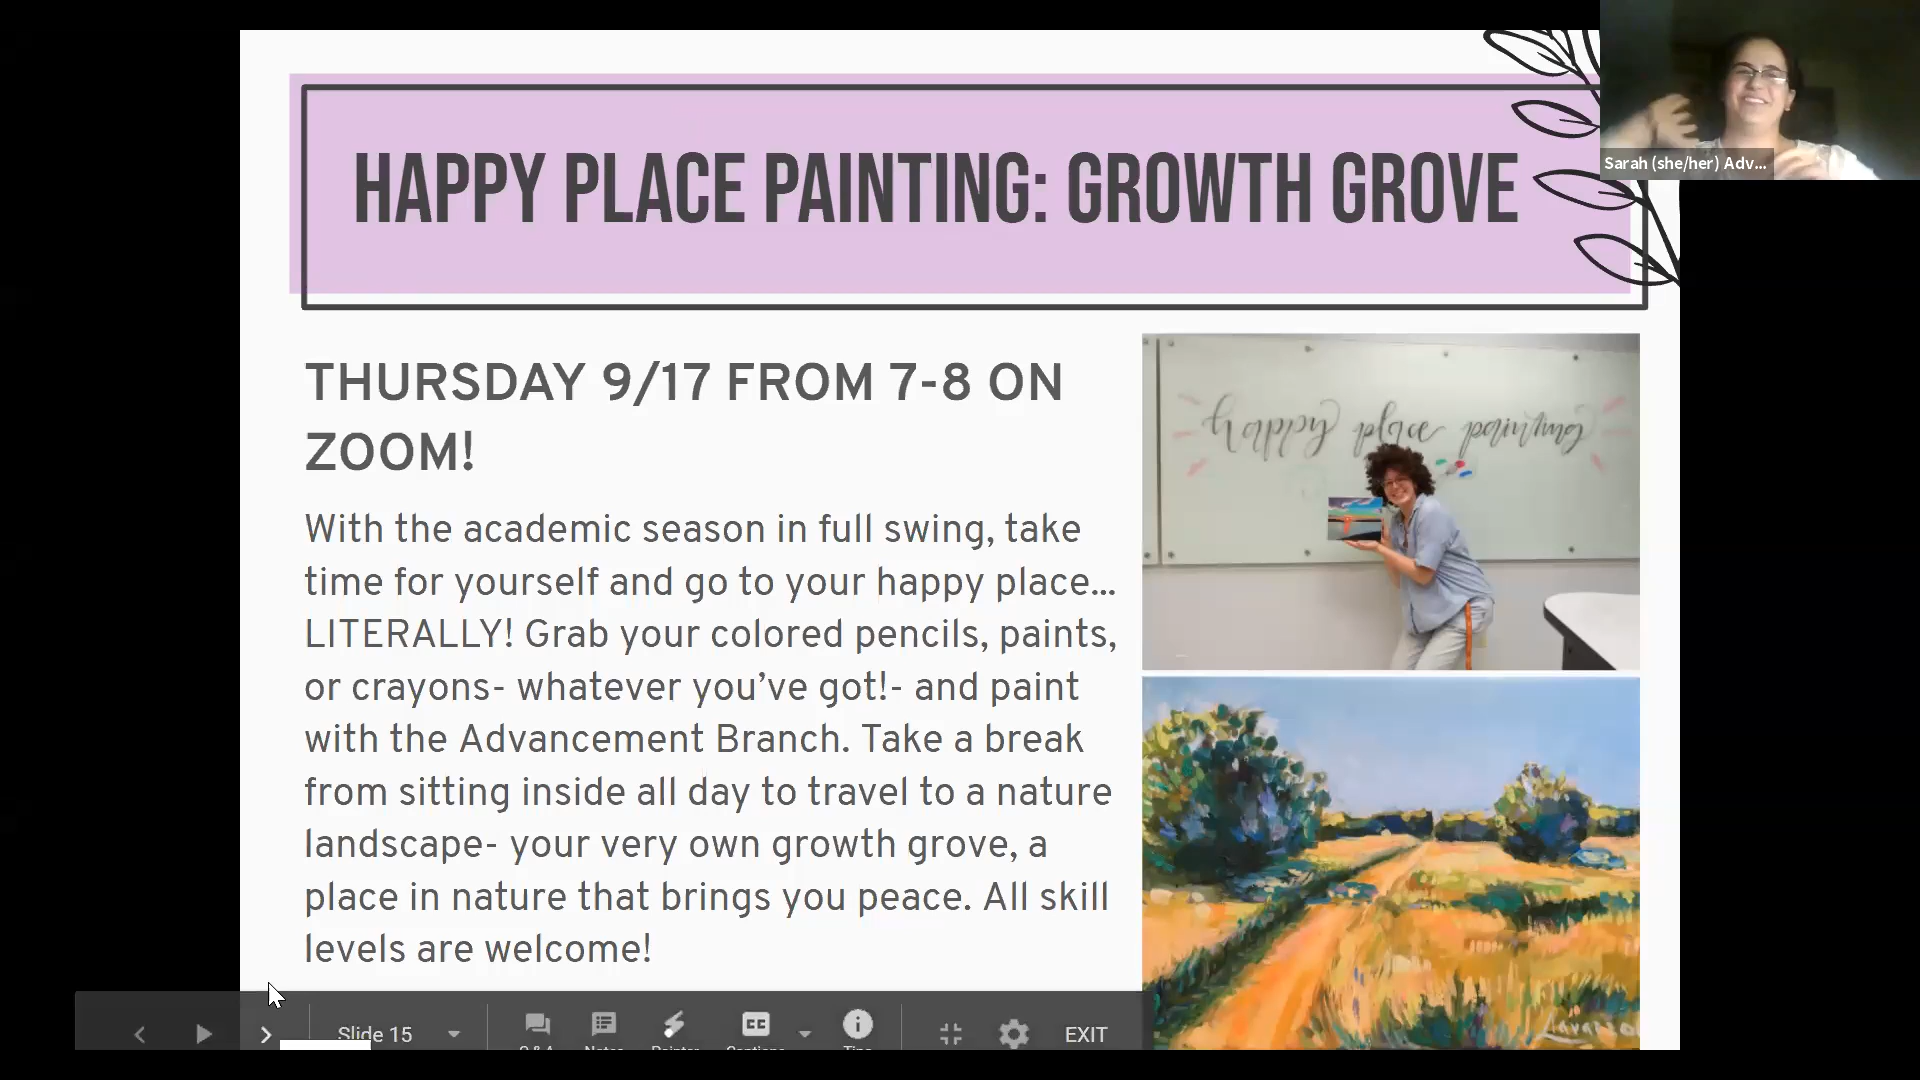 HAPPY PLACE PAINTING: GROWTH GROVE
Sarah (she/her) Adv...
THURSDAY 9/17 FROM 7-8 ON
ZOOM!
With the academic season in full swing, take
time for yourself and go to your happy place...
LITERALLY! Grab your colored pencils, paints,
or crayons- whatever you’ve got!- and paint
with the Advancement Branch. Take a break
from sitting inside all day to travel to a nature
landscape- your very own growth grove, a
place in nature that brings you peace. All skill
levels are welcome!
happy place painting
Slide 15
CC
EXIT